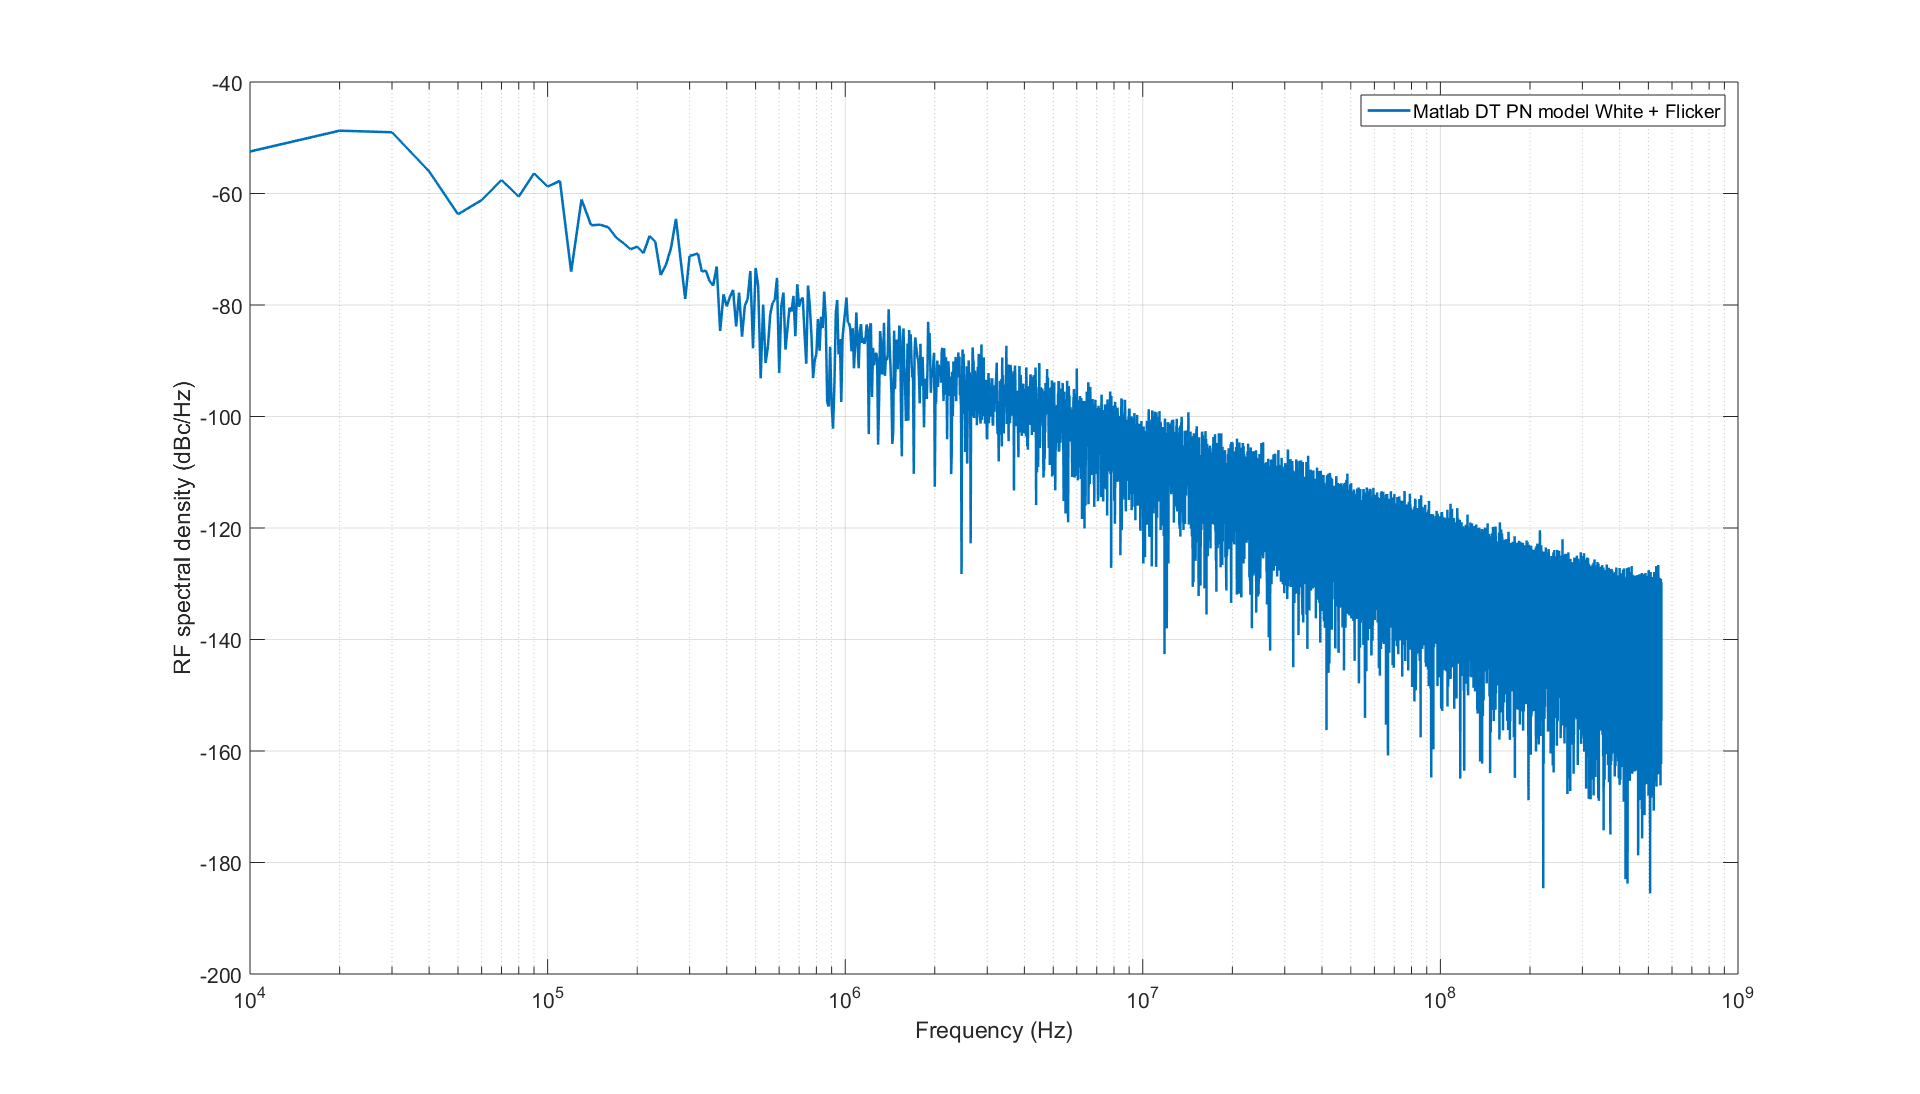 Matlab DT PN model White + Flicker
-40
-60
-80
-100
-120
-140
-160
-180
-200
RF spectral density (dBc/Hz)
10^4 10^5 10^6 10^7 10^8 10^9
Frequency (Hz)